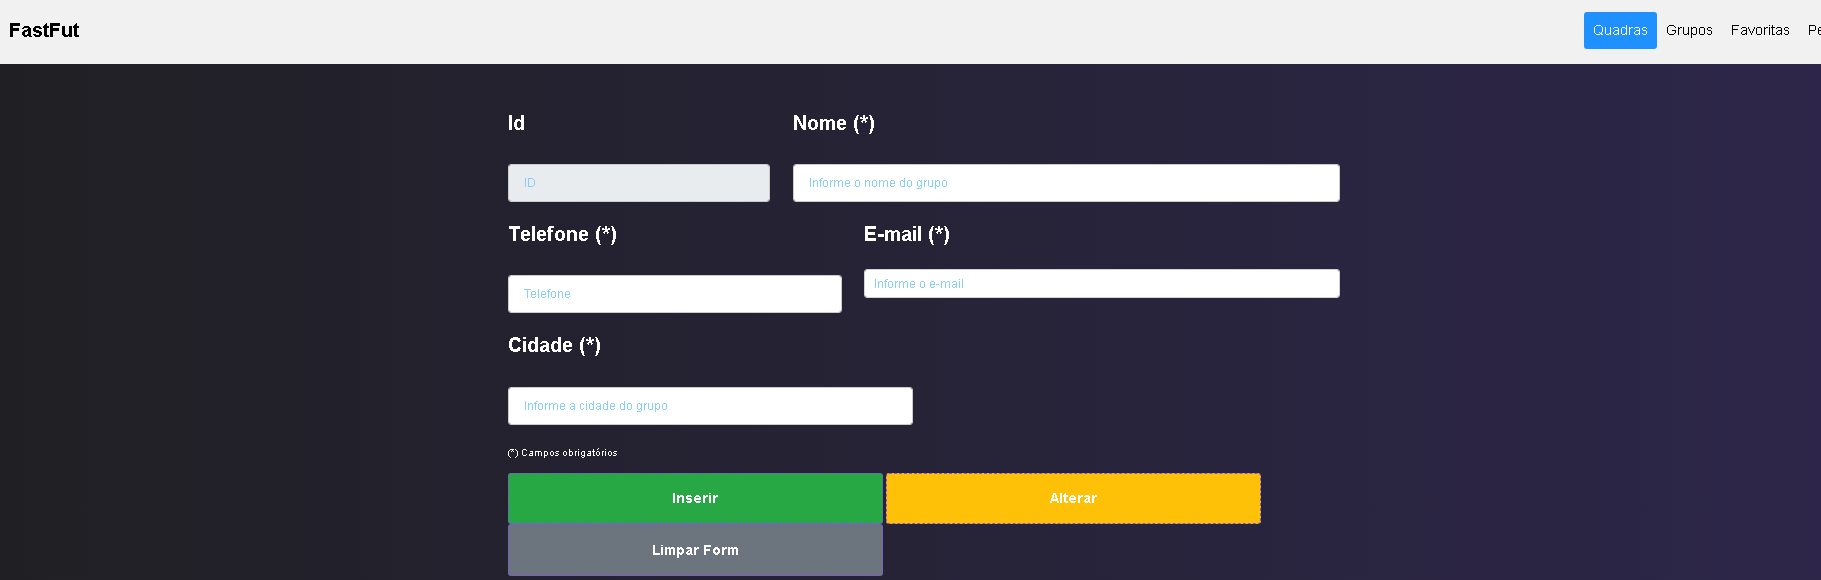 FastFut
Quadras Grupos Favoritas Pe
Id
Nome (*)
ID
Informe o nome do grupo
Telefone (*)
E-mail (*)
Telefone
Informe o e-mail
Cidade (*)
Informe a cidade do grupo
(*) Campos obrigatórios
Inserir
Alterar
Limpar Form